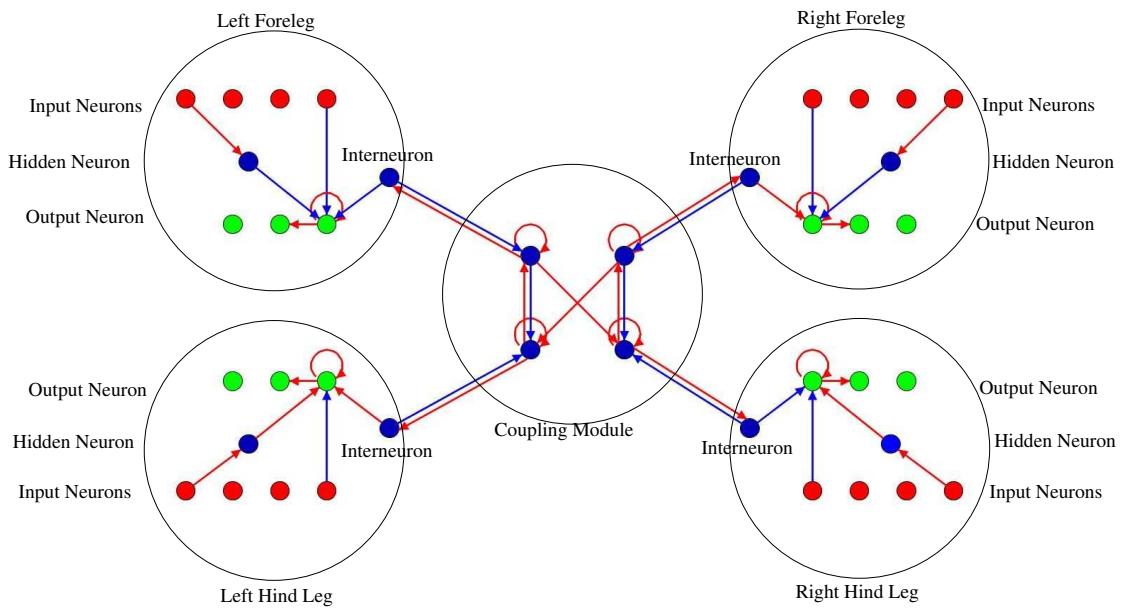 Left Foreleg
Right Foreleg
Input Neurons
Input Neurons
Hidden Neuron
Interneuron
Interneuron
Hidden Neuron
Output Neuron
Output Neuron
Output Neuron
Output Neuron
Coupling Module
Hidden Neuron
Interneuron
Interneuron
Hidden Neuron
Input Neurons
Input Neurons
Left Hind Leg
Right Hind Leg